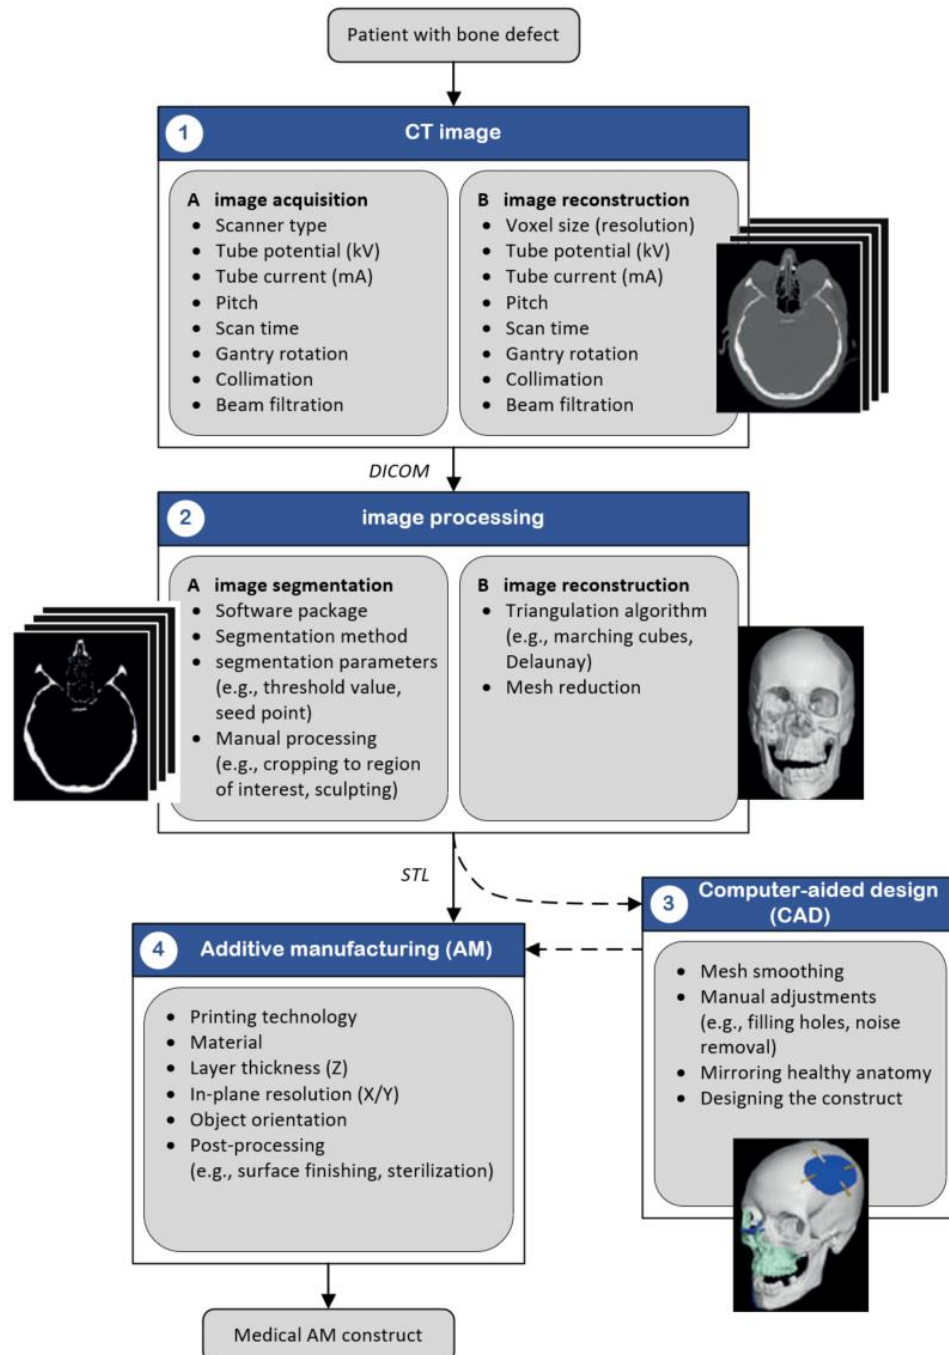 Patient with bone defect
1 CT image
A image acquisition
• Scanner type
• Tube potential (kV)
• Tube current (mA)
• Pitch
• Scan time
• Gantry rotation
• Collimation
• Beam filtration
B image reconstruction
• Voxel size (resolution)
• Tube potential (kV)
• Tube current (mA)
• Pitch
• Scan time
• Gantry rotation
• Collimation
• Beam filtration
DICOM
2 image processing
A image segmentation
• Software package
• Segmentation method
• segmentation parameters
(e.g., threshold value,
seed point)
• Manual processing
(e.g., cropping to region
of interest, sculpting)
B image reconstruction
• Triangulation algorithm
(e.g., marching cubes,
Delaunay)
• Mesh reduction
STL
3 Computer-aided design
(CAD)
• Mesh smoothing
• Manual adjustments
(e.g., filling holes, noise
removal)
• Mirroring healthy anatomy
• Designing the construct
4 Additive manufacturing (AM)
• Printing technology
• Material
• Layer thickness (Z)
• In-plane resolution (X/Y)
• Object orientation
• Post-processing
(e.g., surface finishing, sterilization)
Medical AM construct